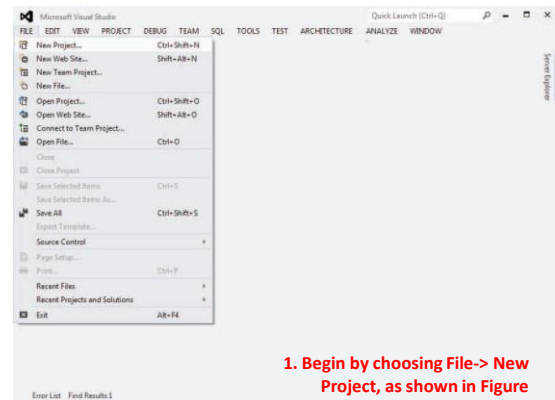 Microsoft Visual Studio
Quick Launch (Ctrl+Q)
FILE EDIT VIEW PROJECT DEBUG TEAM SQL TOOLS TEST ARCHITECTURE ANALYZE WINDOW
New Project... Ctrl+Shift+N
New Web Site... Shift+Alt+N
New Team Project...
New File...
Open Project... Ctrl+Shift+O
Open Web Site... Shift+Alt+O
Connect to Team Project...
Open File... Ctrl+O
Close
Close Project
Save Selected Items Ctrl+S
Save Selected Items As...
Save All Ctrl+Shift+S
Export Template...
Source Control
Page Setup...
Print... Ctrl+P
Recent Files
Recent Projects and Solutions
Exit Alt+F4
Server Explorer
1. Begin by choosing File-> New
Project, as shown in Figure
Error List Find Results 1